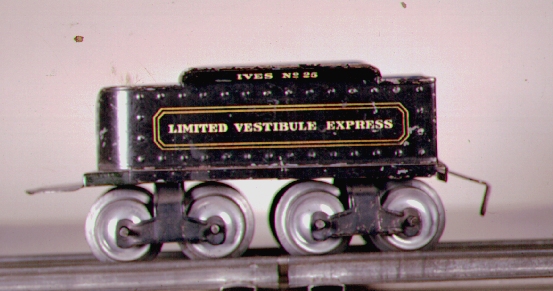 IVES Nº 25
LIMITED VESTIBULE EXPRESS